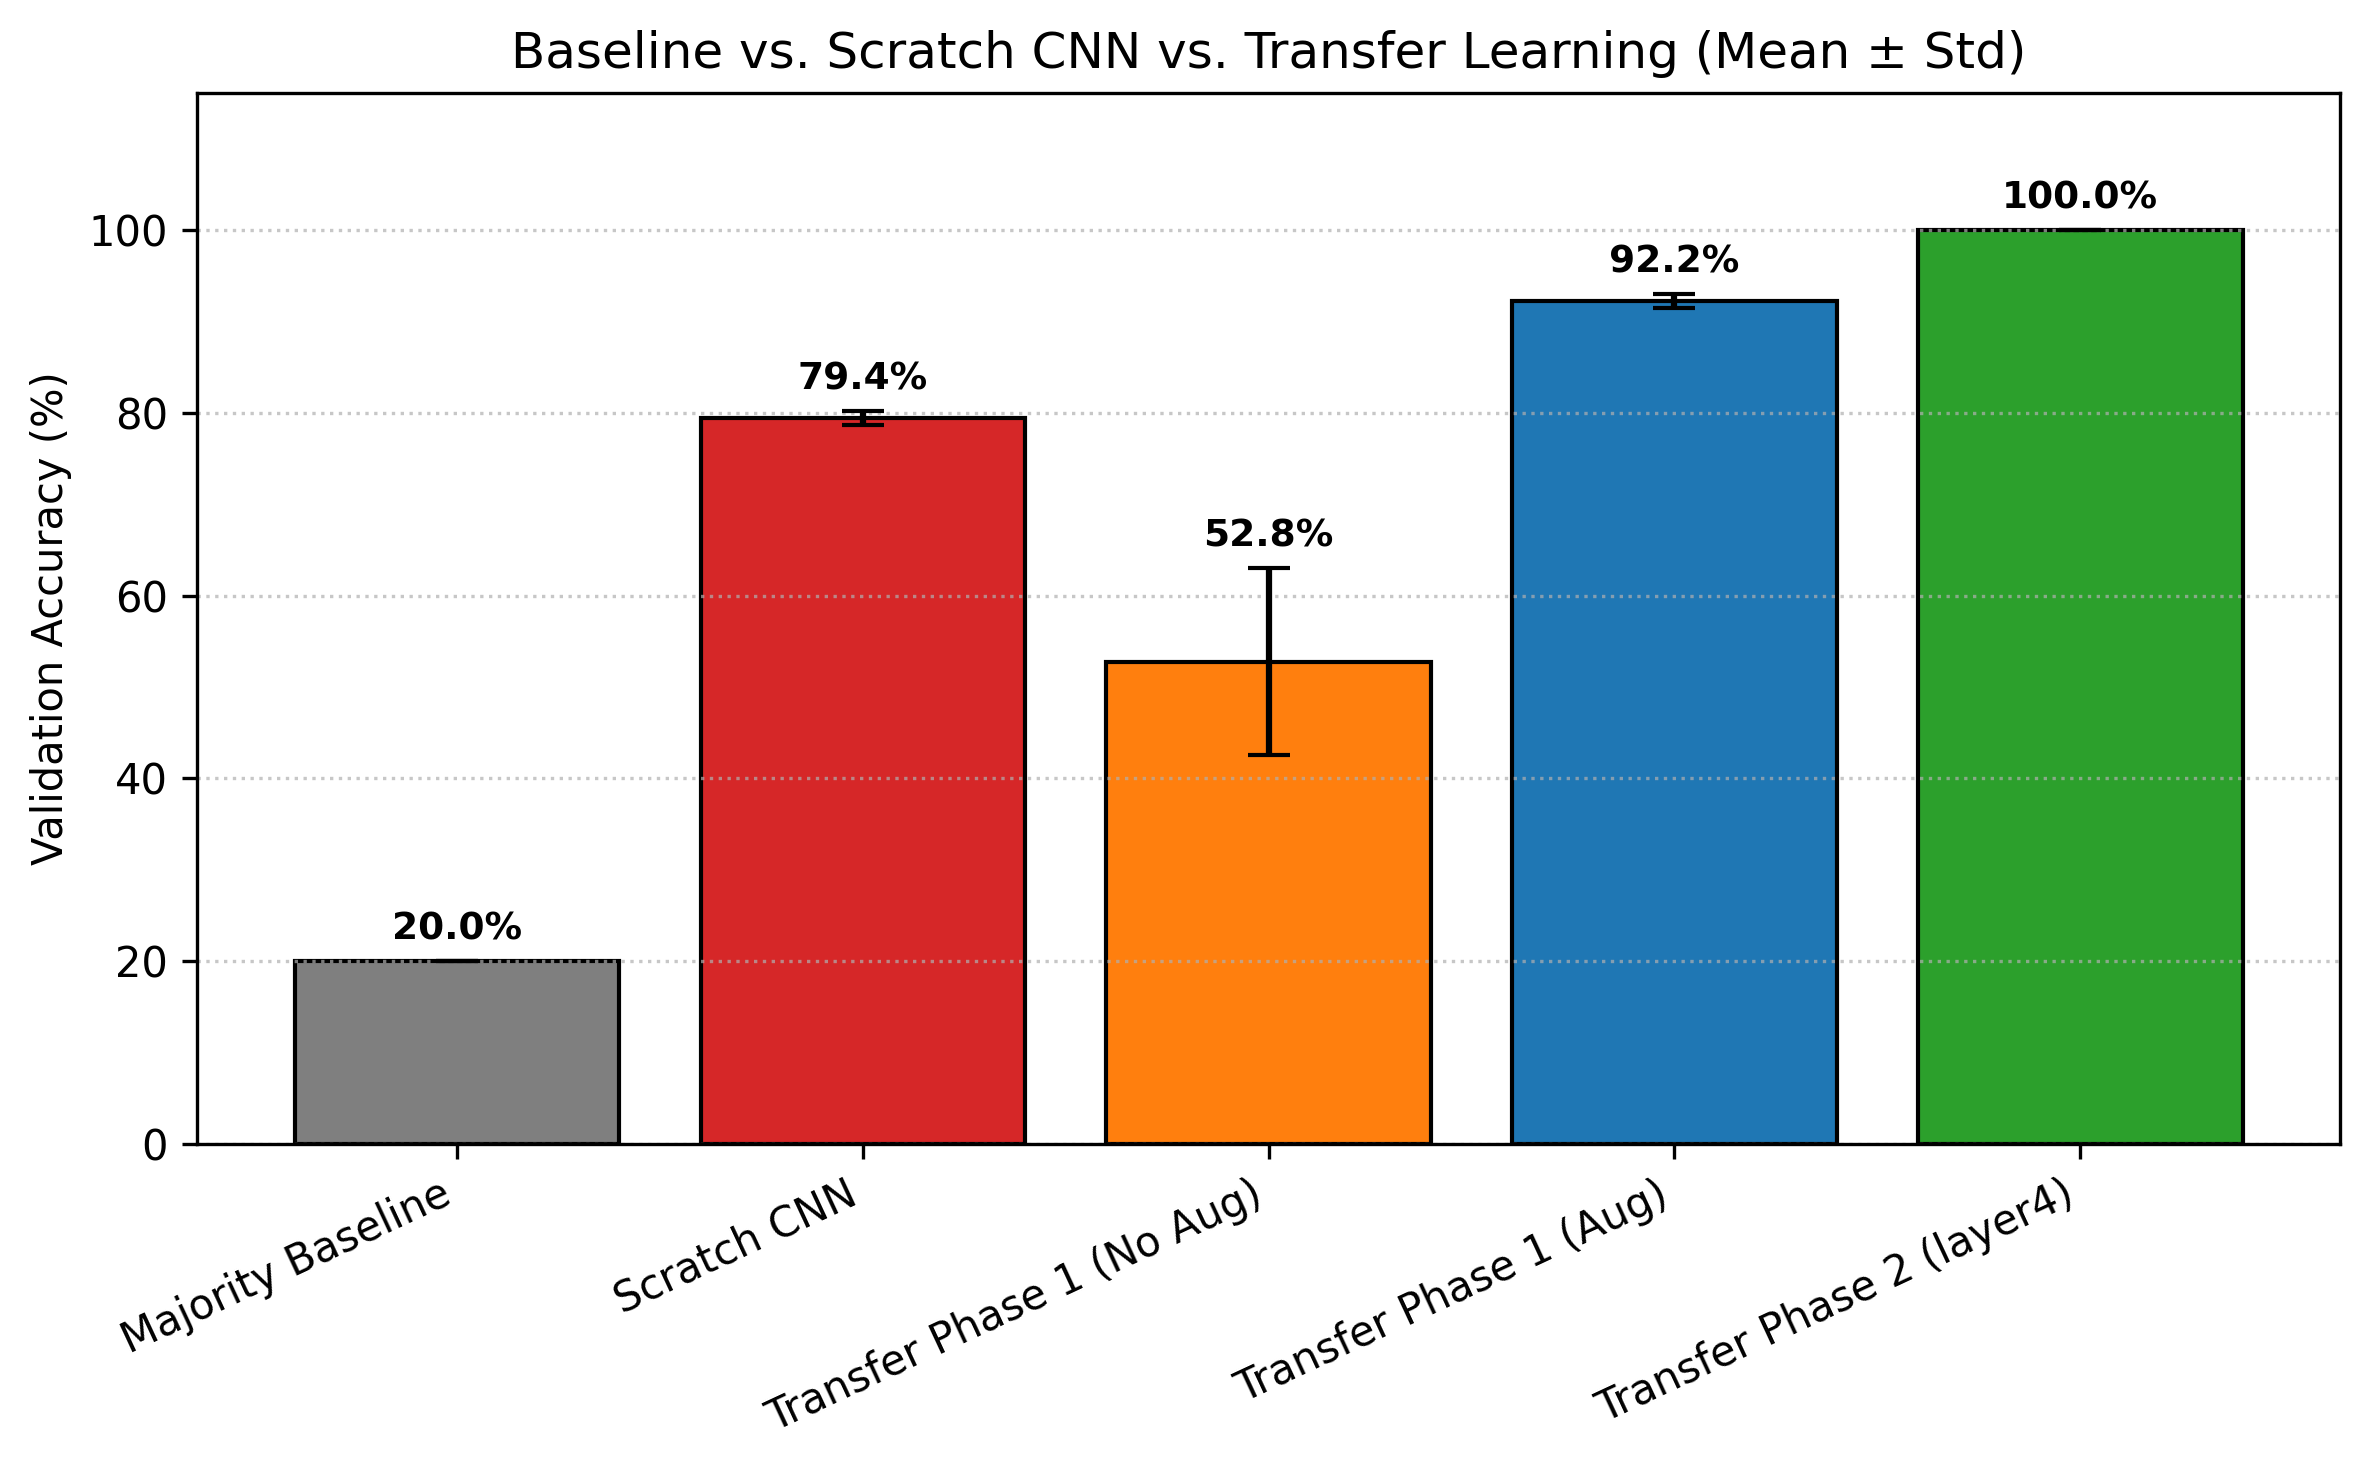 Baseline vs. Scratch CNN vs. Transfer Learning (Mean ± Std)
Validation Accuracy (%)
100
80
60
40
20
0
20.0%
79.4%
52.8%
92.2%
100.0%
Majority Baseline
Scratch CNN
Transfer Phase 1 (No Aug)
Transfer Phase 1 (Aug)
Transfer Phase 2 (layer4)